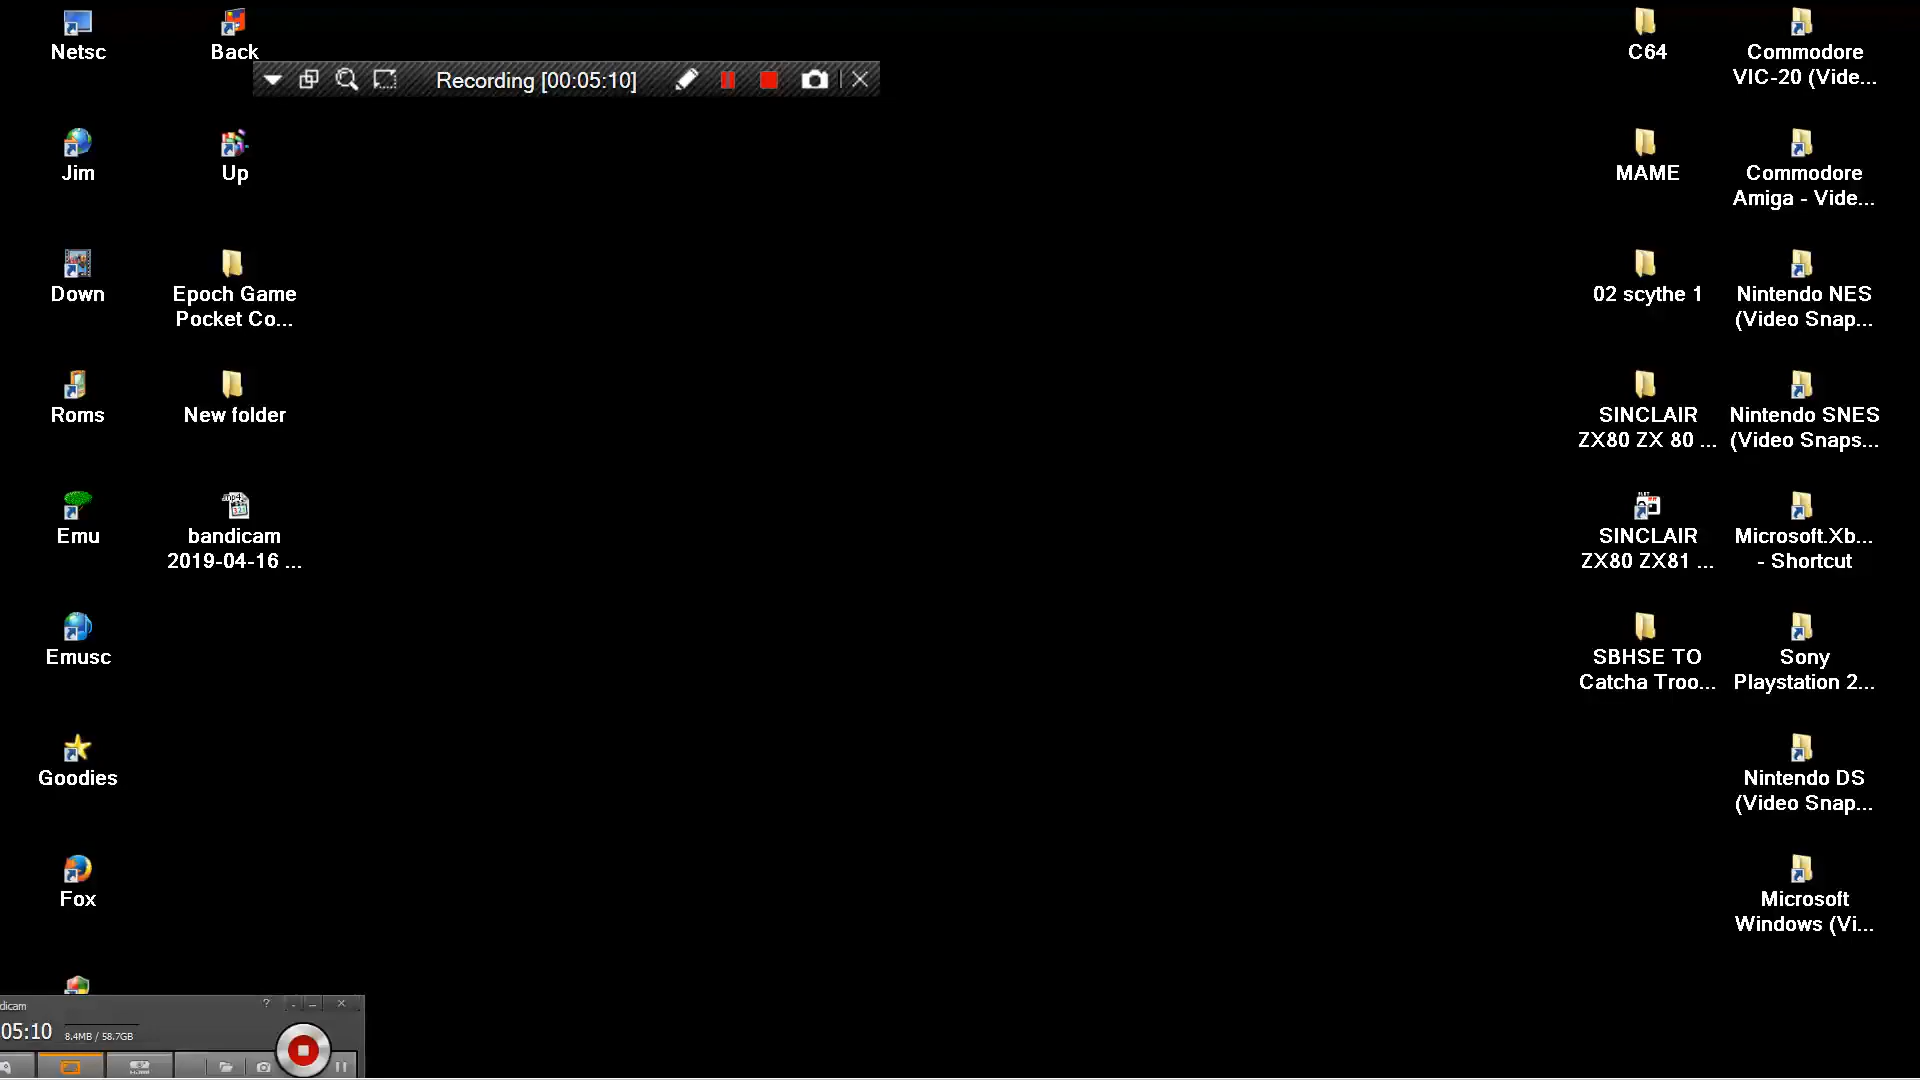 Netsc
Back
Recording [00:05:10]
C64
Commodore
VIC-20 (Vide...
Jim
Up
MAME
Commodore
Amiga - Vide...
Down
Epoch Game
Pocket Co...
02 scythe 1
Nintendo NES
(Video Snap...
Roms
New folder
SINCLAIR
ZX80 ZX 80 ...
Nintendo SNES
(Video Snaps...
Emu
mp4
321
bandicam
2019-04-16 ...
SINCLAIR
ZX80 ZX81 ...
Microsoft.Xb...
- Shortcut
Emusc
SBHSE TO
Catcha Troo...
Sony
Playstation 2...
Goodies
Nintendo DS
(Video Snap...
Fox
Microsoft
Windows (Vi...
dicam
?
05:10
8.4MB / 58.7GB